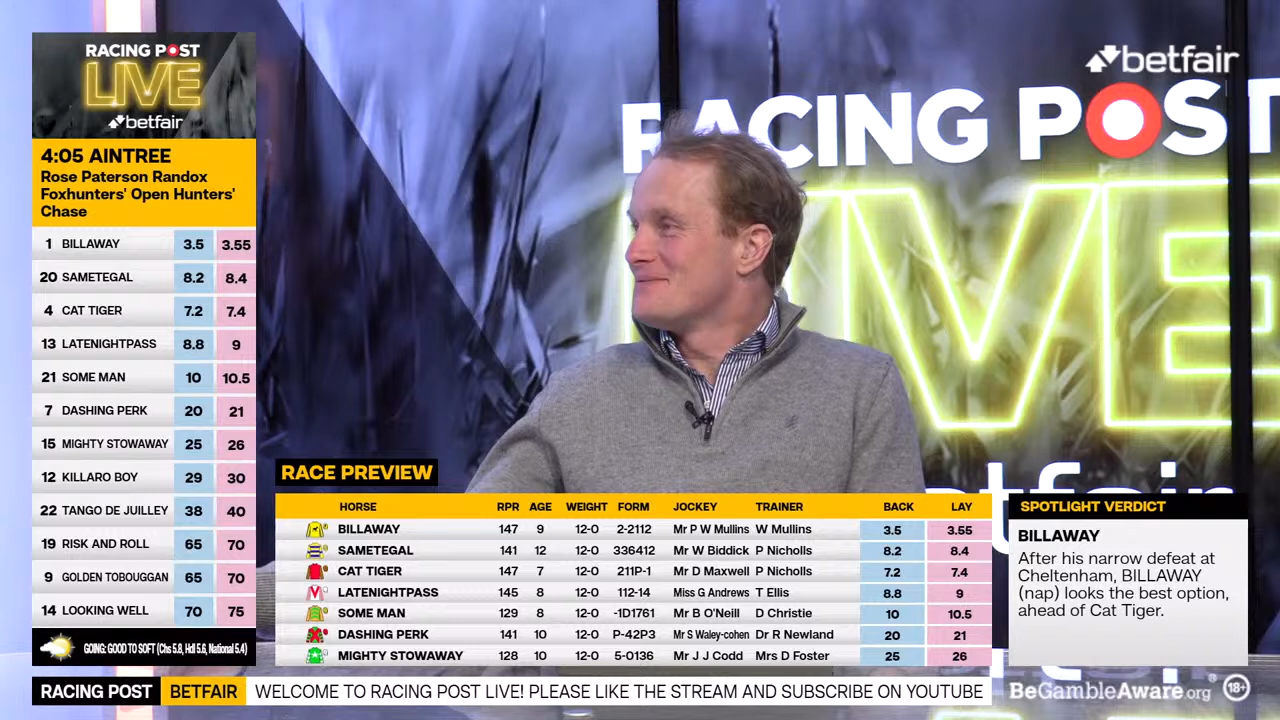 RACING POST
LIVE
betfair
4:05 AINTREE
Rose Paterson Randox
Foxhunters' Open Hunters'
Chase
1 BILLAWAY 3.5 3.55
20 SAMETEGAL 8.2 8.4
4 CAT TIGER 7.2 7.4
13 LATENIGHTPASS 8.8 9
21 SOME MAN 10 10.5
7 DASHING PERK 20 21
15 MIGHTY STOWAWAY 25 26
12 KILLARO BOY 29 30
22 TANGO DE JUILLEY 38 40
19 RISK AND ROLL 65 70
9 GOLDEN TOBOUGGAN 65 70
14 LOOKING WELL 70 75
GOING: GOOD TO SOFT (Chs 5.8, Hdl 5.6, National 5.4)
betfair
RACING POST
LIVE
betfair
RACE PREVIEW
HORSE RPR AGE WEIGHT FORM JOCKEY TRAINER BACK LAY
BILLAWAY 147 9 12-0 2-2112 Mr P W Mullins W Mullins 3.5 3.55
SAMETEGAL 141 12 12-0 336412 Mr W Biddick P Nicholls 8.2 8.4
CAT TIGER 147 7 12-0 211P-1 Mr D Maxwell P Nicholls 7.2 7.4
LATENIGHTPASS 145 8 12-0 112-14 Miss G Andrews T Ellis 8.8 9
SOME MAN 129 8 12-0 -1D1761 Mr B O'Neill D Christie 10 10.5
DASHING PERK 141 10 12-0 P-42P3 Mr S Waley-cohen Dr R Newland 20 21
MIGHTY STOWAWAY 128 10 12-0 5-0136 Mr J J Codd Mrs D Foster 25 26
SPOTLIGHT VERDICT
BILLAWAY
After his narrow defeat at
Cheltenham, BILLAWAY
(nap) looks the best option,
ahead of Cat Tiger.
RACING POST BETFAIR WELCOME TO RACING POST LIVE! PLEASE LIKE THE STREAM AND SUBSCRIBE ON YOUTUBE
BeGambleAware.org® 18+